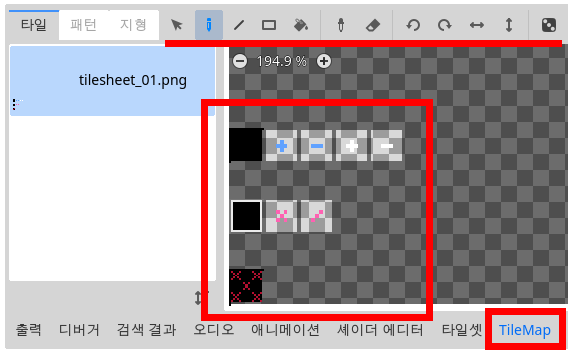 타일 패턴 지형
194.9 %
tilesheet_01.png
출력 디버거 검색 결과 오디오 애니메이션 셰이더 에디터 타일셋 TileMap